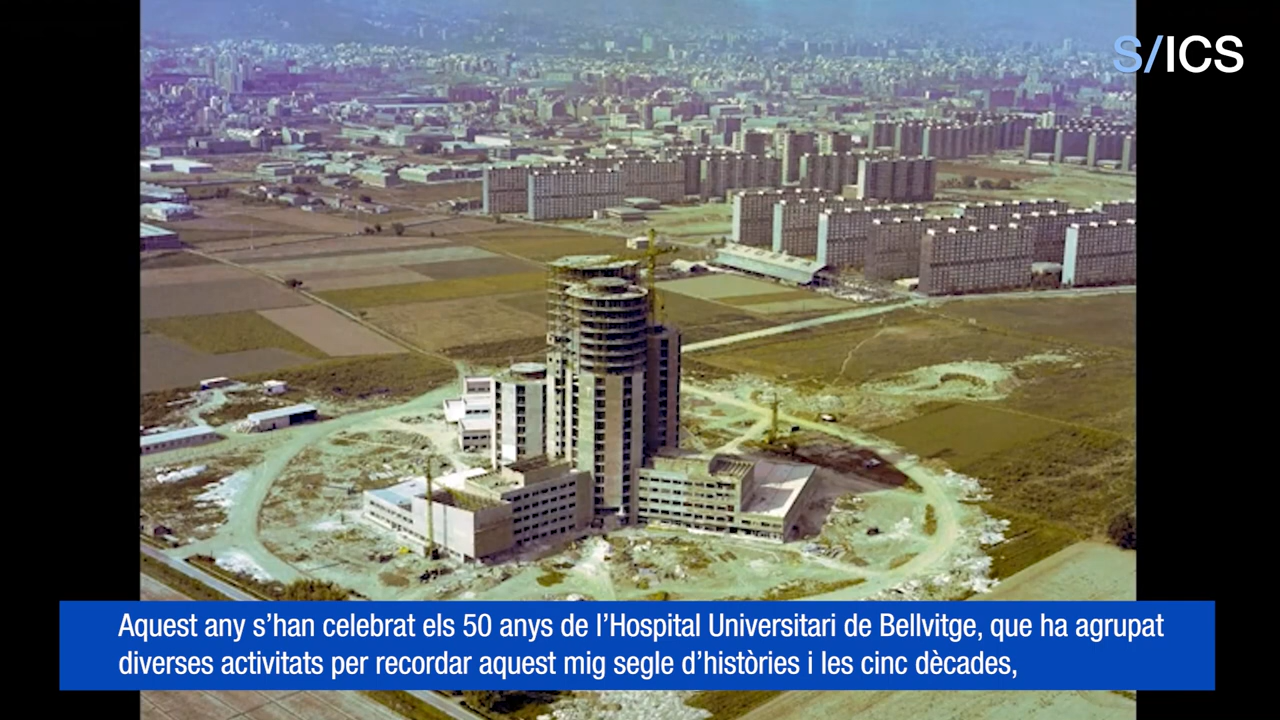 S/ICS
Aquest any s’han celebrat els 50 anys de l’Hospital Universitari de Bellvitge, que ha agrupat
diverses activitats per recordar aquest mig segle d’històries i les cinc dècades,